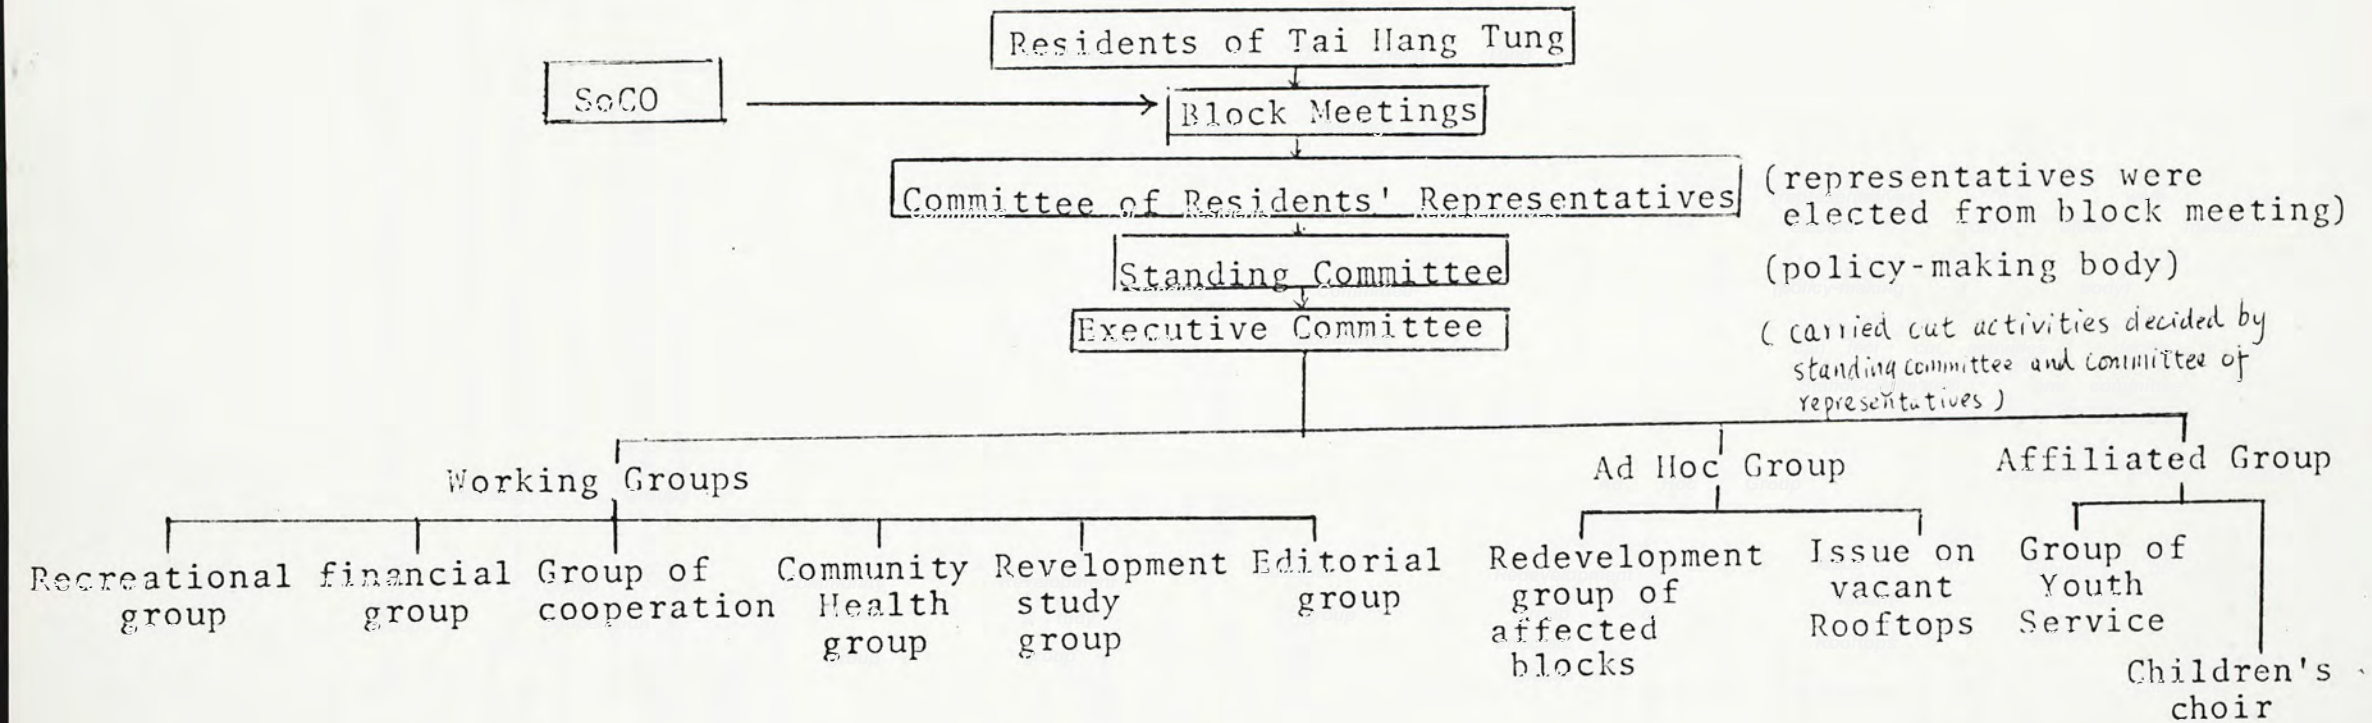 Residents of Tai Hang Tung
SoCO
Block Meetings
Committee of Residents' Representatives
(representatives were
elected from block meeting)
Standing Committee
(policy-making body)
Executive Committee
( carried out activities decided by
standing committee and committee of
representatives )
Working Groups
Ad Hoc Group
Affiliated Group
Recreational
group
financial
group
Group of
cooperation
Community
Health
group
Revelopment
study
group
Editorial
group
Redevelopment
group of
affected
blocks
Issue on
vacant
Rooftops
Group of
Youth
Service
Children's
choir